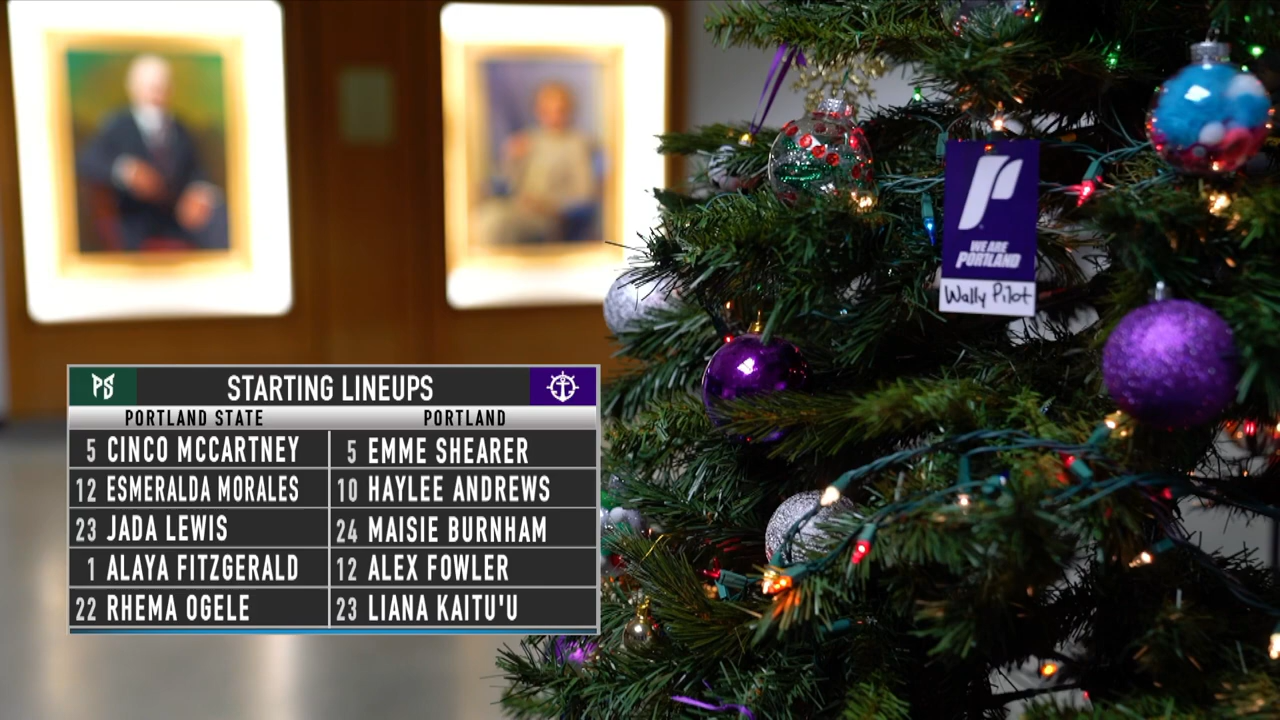 WE ARE
PORTLAND
Wally Pilot
PS STARTING LINEUPS
PORTLAND STATE PORTLAND
5 CINCO MCCARTNEY 5 EMME SHEARER
12 ESMERALDA MORALES 10 HAYLEE ANDREWS
23 JADA LEWIS 24 MAISIE BURNHAM
1 ALAYA FITZGERALD 12 ALEX FOWLER
22 RHEMA OGELE 23 LIANA KAITU'U